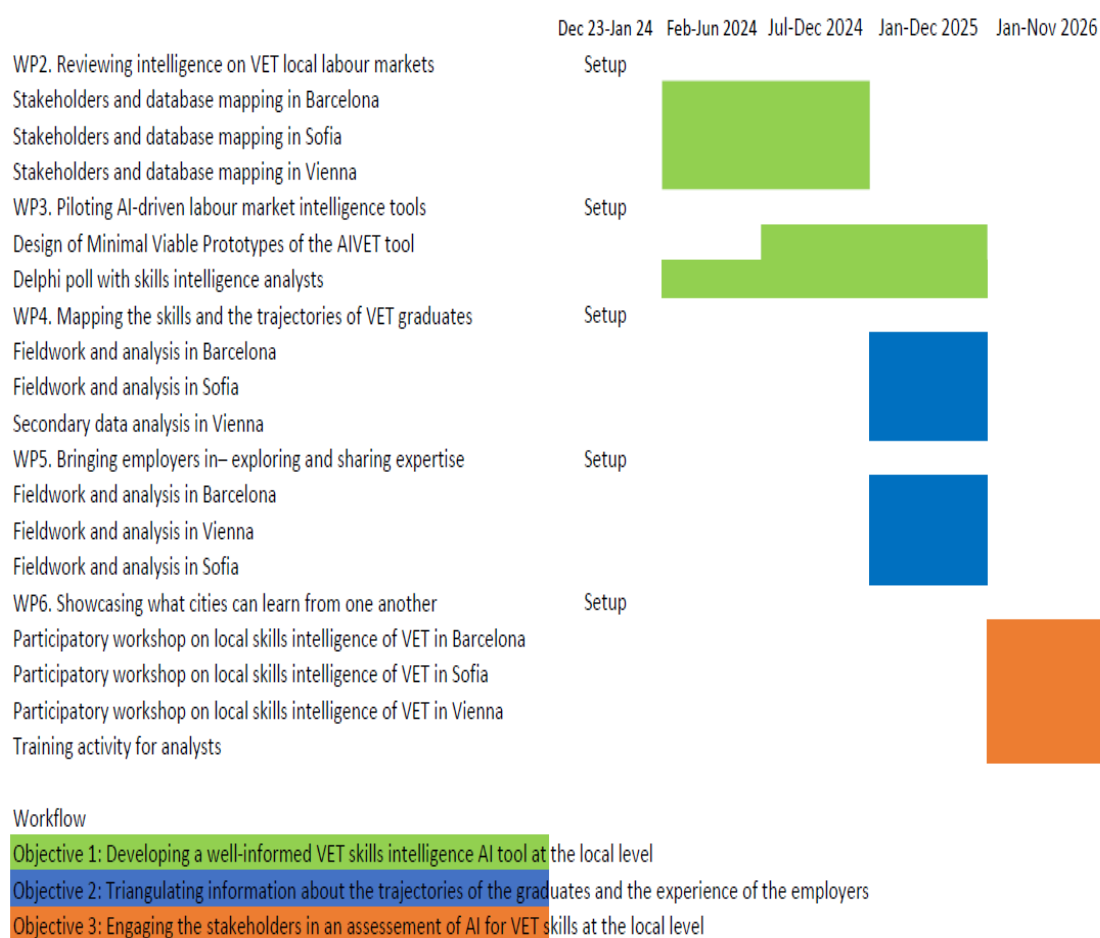 Dec 23-Jan 24 Feb-Jun 2024 Jul-Dec 2024 Jan-Dec 2025 Jan-Nov 2026
WP2. Reviewing intelligence on VET local labour markets Setup
Stakeholders and database mapping in Barcelona
Stakeholders and database mapping in Sofia
Stakeholders and database mapping in Vienna
WP3. Piloting AI-driven labour market intelligence tools Setup
Design of Minimal Viable Prototypes of the AIVET tool
Delphi poll with skills intelligence analysts
WP4. Mapping the skills and the trajectories of VET graduates Setup
Fieldwork and analysis in Barcelona
Fieldwork and analysis in Sofia
Secondary data analysis in Vienna
WP5. Bringing employers in– exploring and sharing expertise Setup
Fieldwork and analysis in Barcelona
Fieldwork and analysis in Vienna
Fieldwork and analysis in Sofia
WP6. Showcasing what cities can learn from one another Setup
Participatory workshop on local skills intelligence of VET in Barcelona
Participatory workshop on local skills intelligence of VET in Sofia
Participatory workshop on local skills intelligence of VET in Vienna
Training activity for analysts
Workflow
Objective 1: Developing a well-informed VET skills intelligence AI tool at the local level
Objective 2: Triangulating information about the trajectories of the graduates and the experience of the employers
Objective 3: Engaging the stakeholders in an assessement of AI for VET skills at the local level